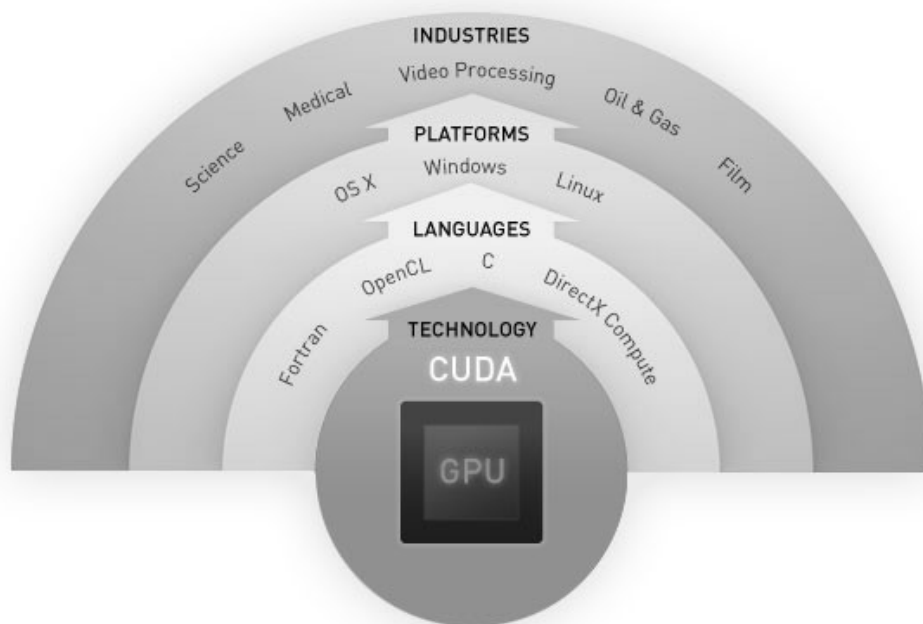 INDUSTRIES
Science
Medical
Video Processing
Oil & Gas
Film
PLATFORMS
OS X
Windows
Linux
LANGUAGES
Fortran
OpenCL
C
DirectX Compute
TECHNOLOGY
CUDA
GPU